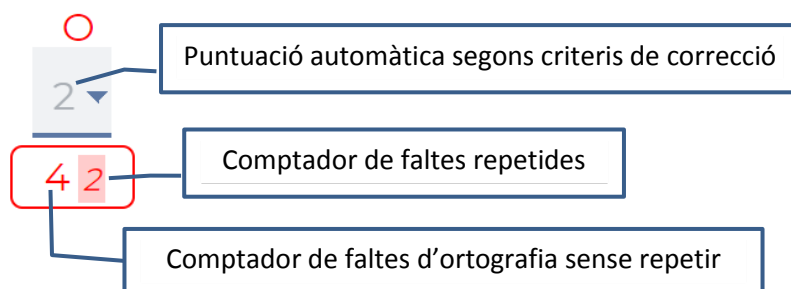 O
Puntuació automàtica segons criteris de correcció
2
Comptador de faltes repetides
4 2
Comptador de faltes d’ortografia sense repetir